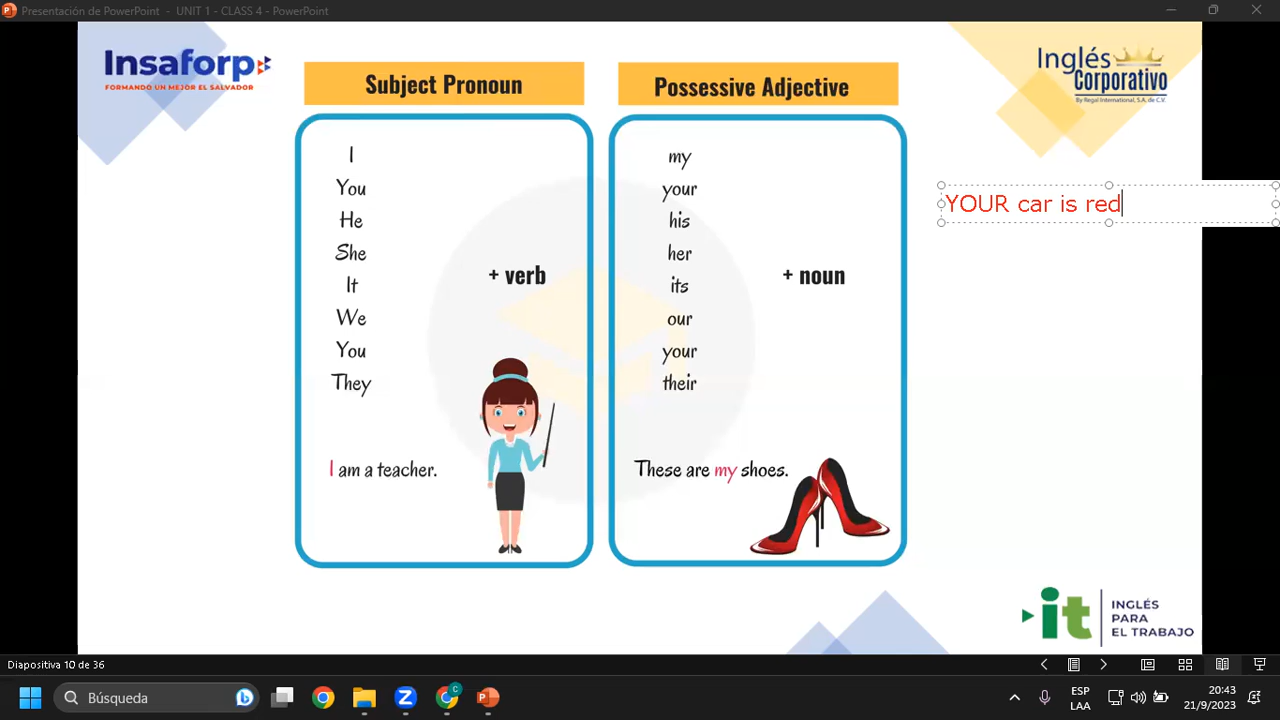 Presentación de PowerPoint - UNIT 1 - CLASS 4 - PowerPoint
Insaforp
FORMANDO UN MEJOR EL SALVADOR
Inglés
Corporativo
By Regal International, S.A. de C.V.
Subject Pronoun
Possessive Adjective
I
You
He
She
It
We
You
They
+ verb
I am a teacher.
my
your
his
her
its
our
your
their
+ noun
These are my shoes.
YOUR car is red
it
INGLÉS
PARA
EL TRABAJO
Diapositiva 10 de 36
Búsqueda
C
ESP
LAA
20:43
21/9/2023